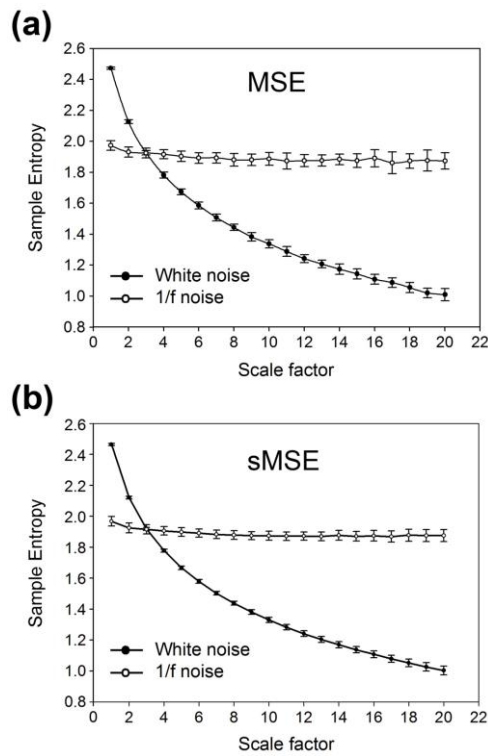 (a)
MSE
2.6
2.4
2.2
2.0
1.8
1.6
1.4
1.2
1.0
0.8
Sample Entropy
White noise
1/f noise
0 2 4 6 8 10 12 14 16 18 20 22
Scale factor
(b)
sMSE
2.6
2.4
2.2
2.0
1.8
1.6
1.4
1.2
1.0
0.8
Sample Entropy
White noise
1/f noise
0 2 4 6 8 10 12 14 16 18 20 22
Scale factor